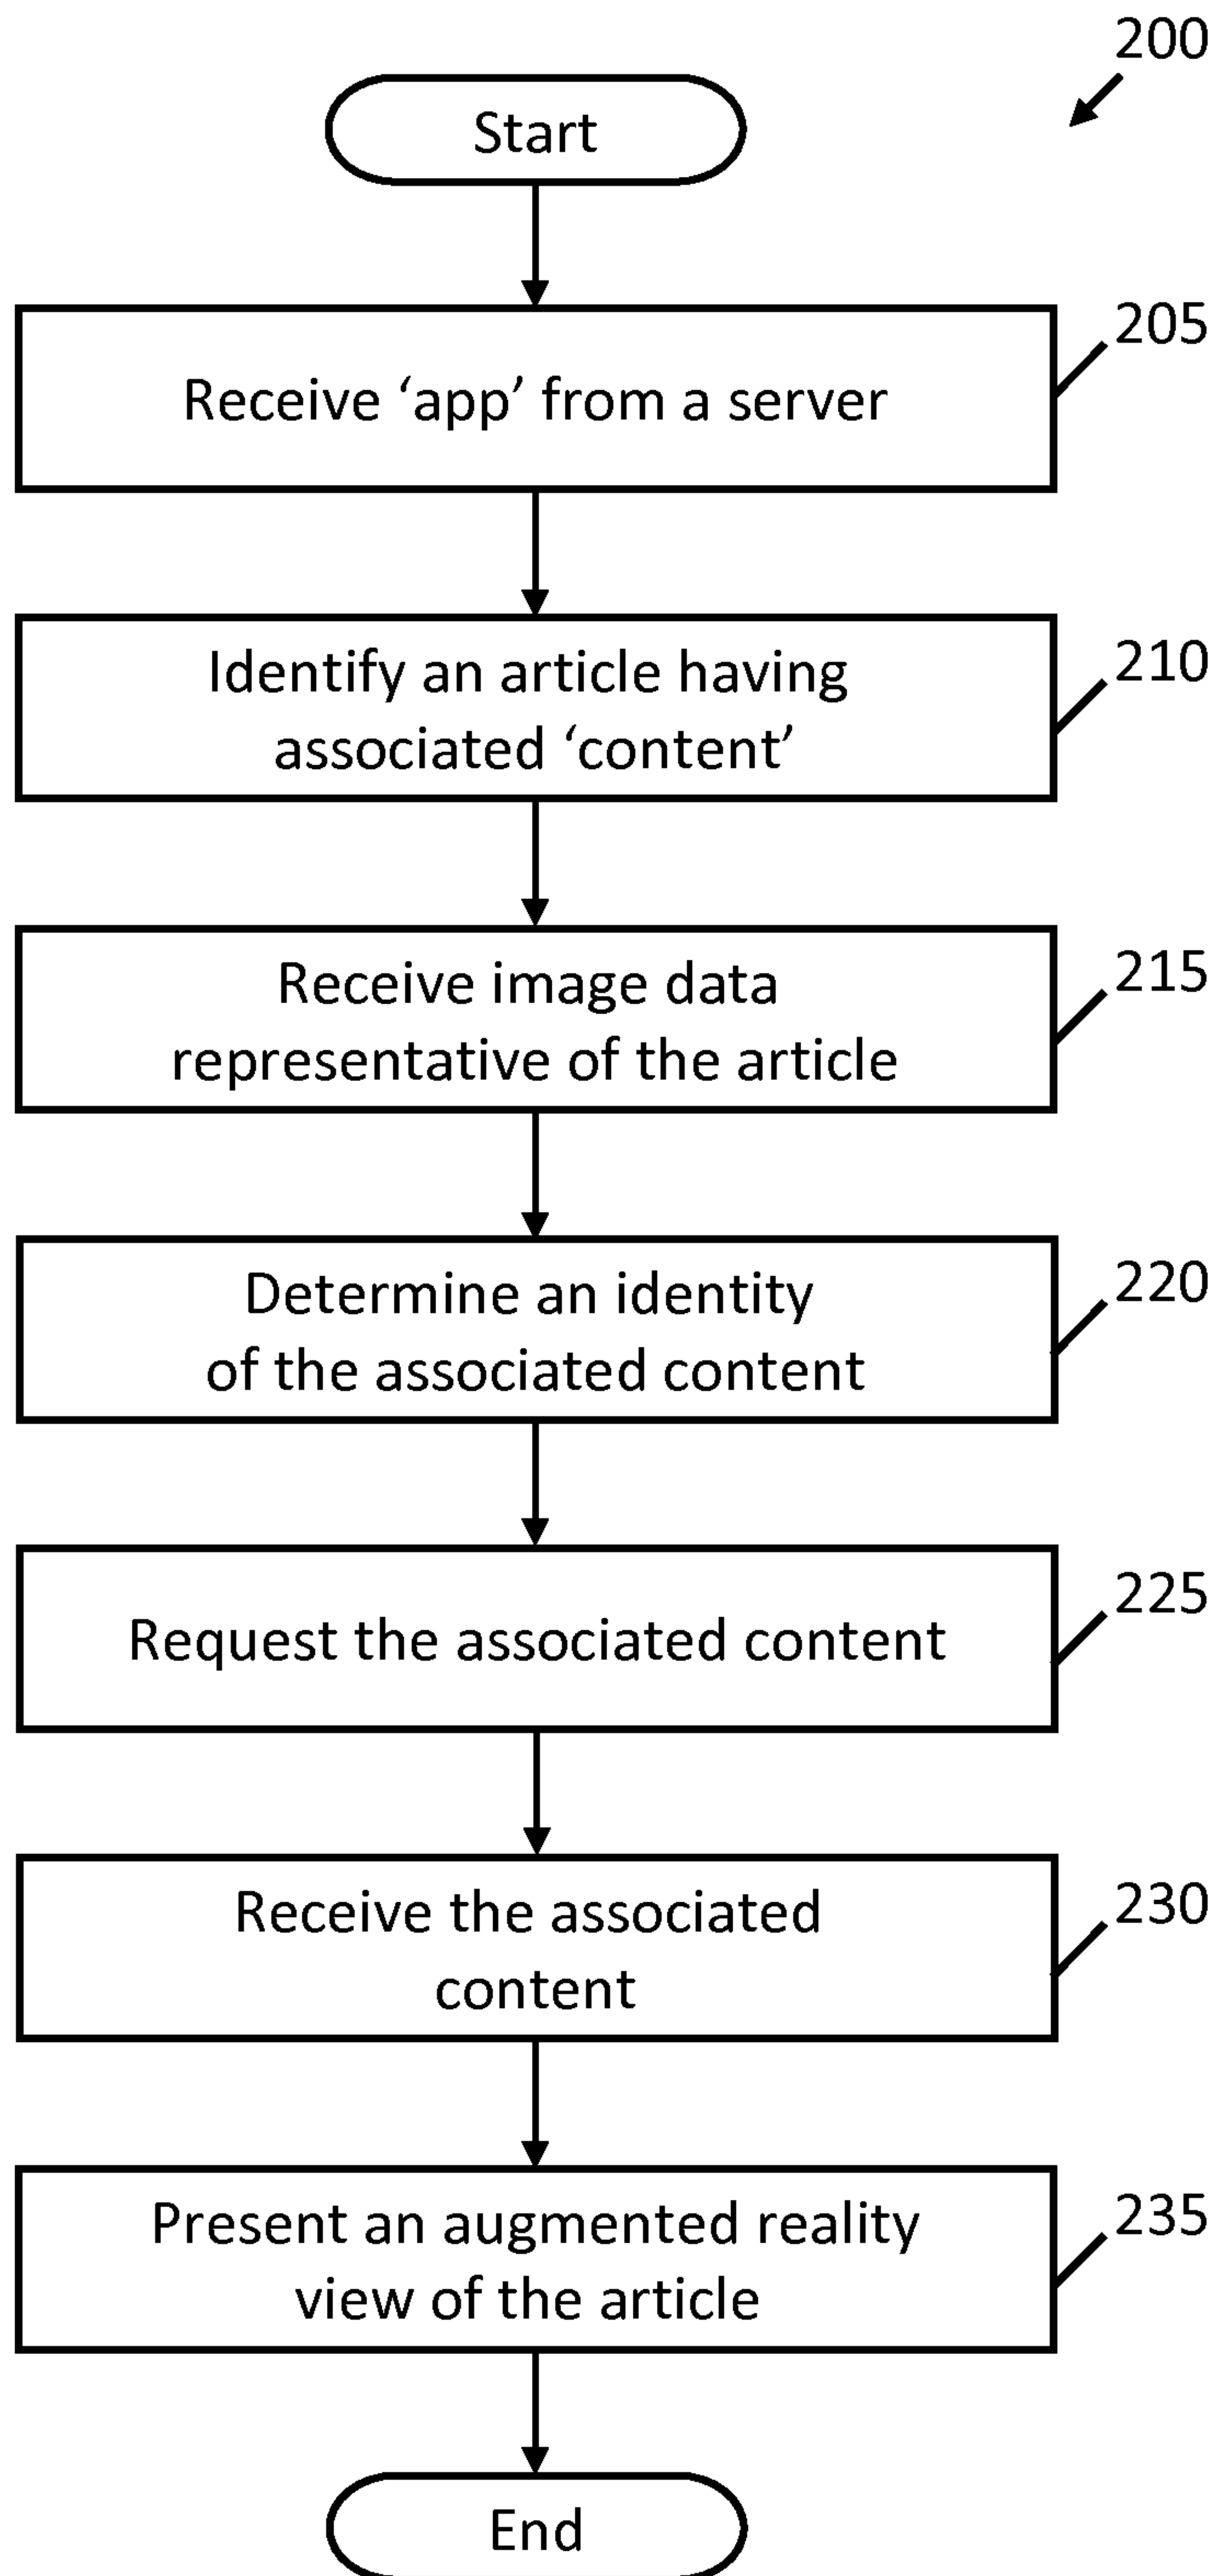 200
Start
205
Receive ‘app’ from a server
210
Identify an article having
associated ‘content’
215
Receive image data
representative of the article
220
Determine an identity
of the associated content
225
Request the associated content
230
Receive the associated
content
235
Present an augmented reality
view of the article
End